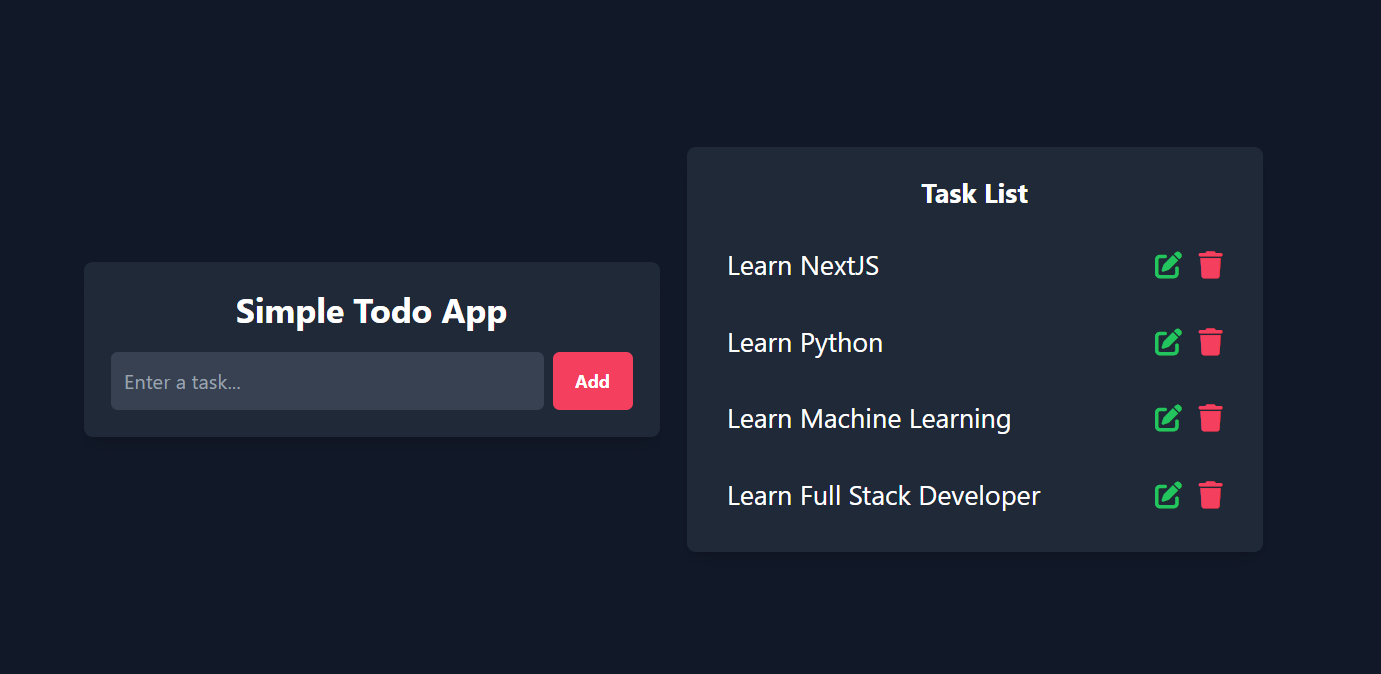 Simple Todo App
Enter a task...
Add
Task List
Learn NextJS
Learn Python
Learn Machine Learning
Learn Full Stack Developer